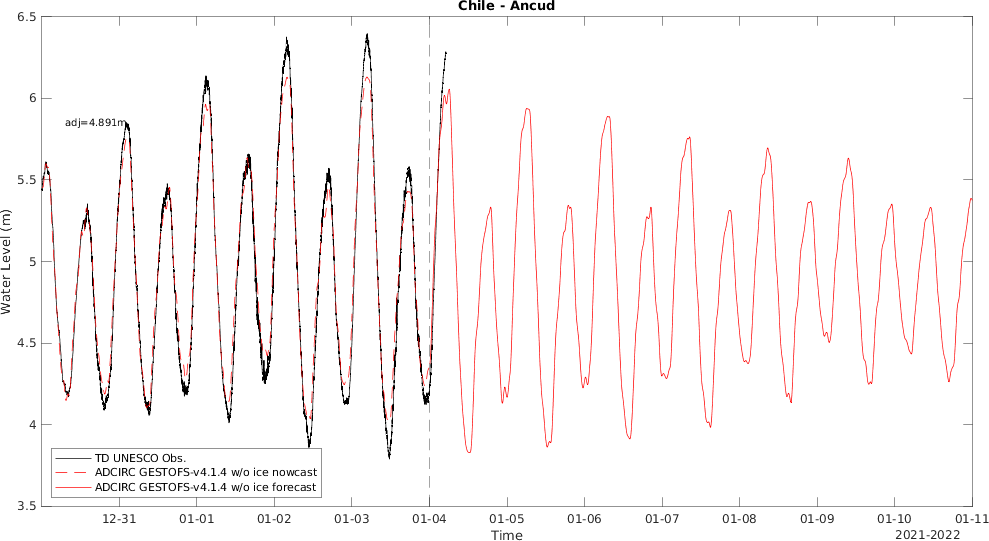 Chile - Ancud
6.5
6
5.5
5
4.5
4
3.5
Water Level (m)
adj=4.891m
TD UNESCO Obs.
ADCIRC GESTOFS-v4.1.4 w/o ice nowcast
ADCIRC GESTOFS-v4.1.4 w/o ice forecast
12-31 01-01 01-02 01-03 01-04 01-05 01-06 01-07 01-08 01-09 01-10 01-11
Time
2021-2022